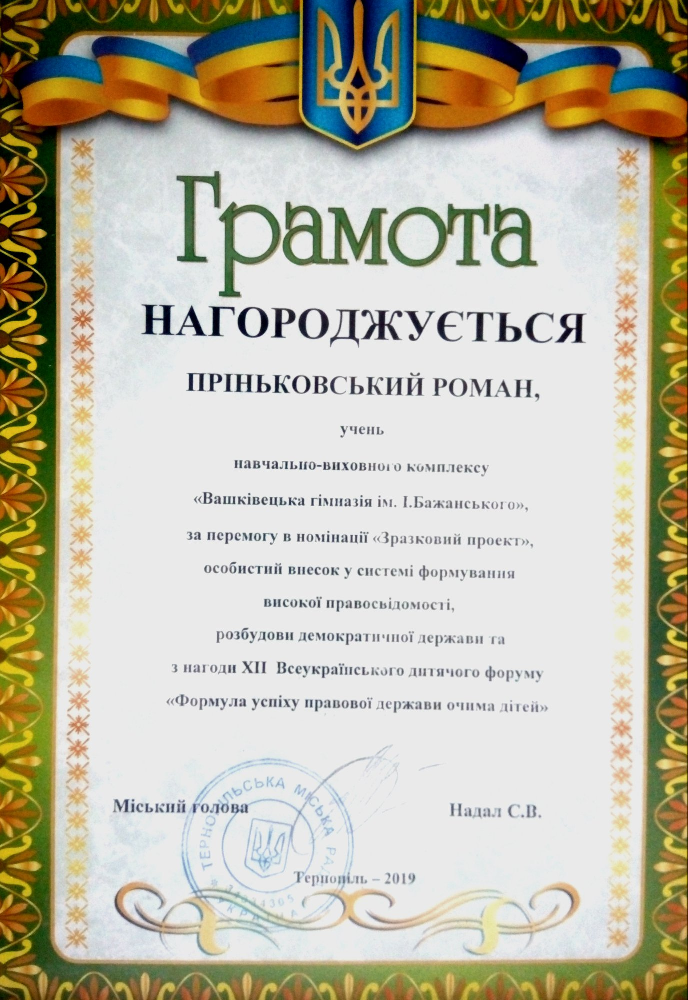 Грамота
НАГОРОДЖУЄТЬСЯ
ПРІНЬКОВСЬКИЙ РОМАН,
учень
навчально-виховного комплексу
«Вашківецька гімназія ім. І.Бажанського»,
за перемогу в номінації «Зразковий проект»,
особистий внесок у системі формування
високої правосвідомості,
розбудови демократичної держави та
з нагоди XII Всеукраїнського дитячого форуму
«Формула успіху правової держави очима дітей»
Міський голова
Надал С.В.
ТЕРНОПІЛЬСЬКА МІСЬКА РАДА
Тернопіль – 2019
УКРАЇНА